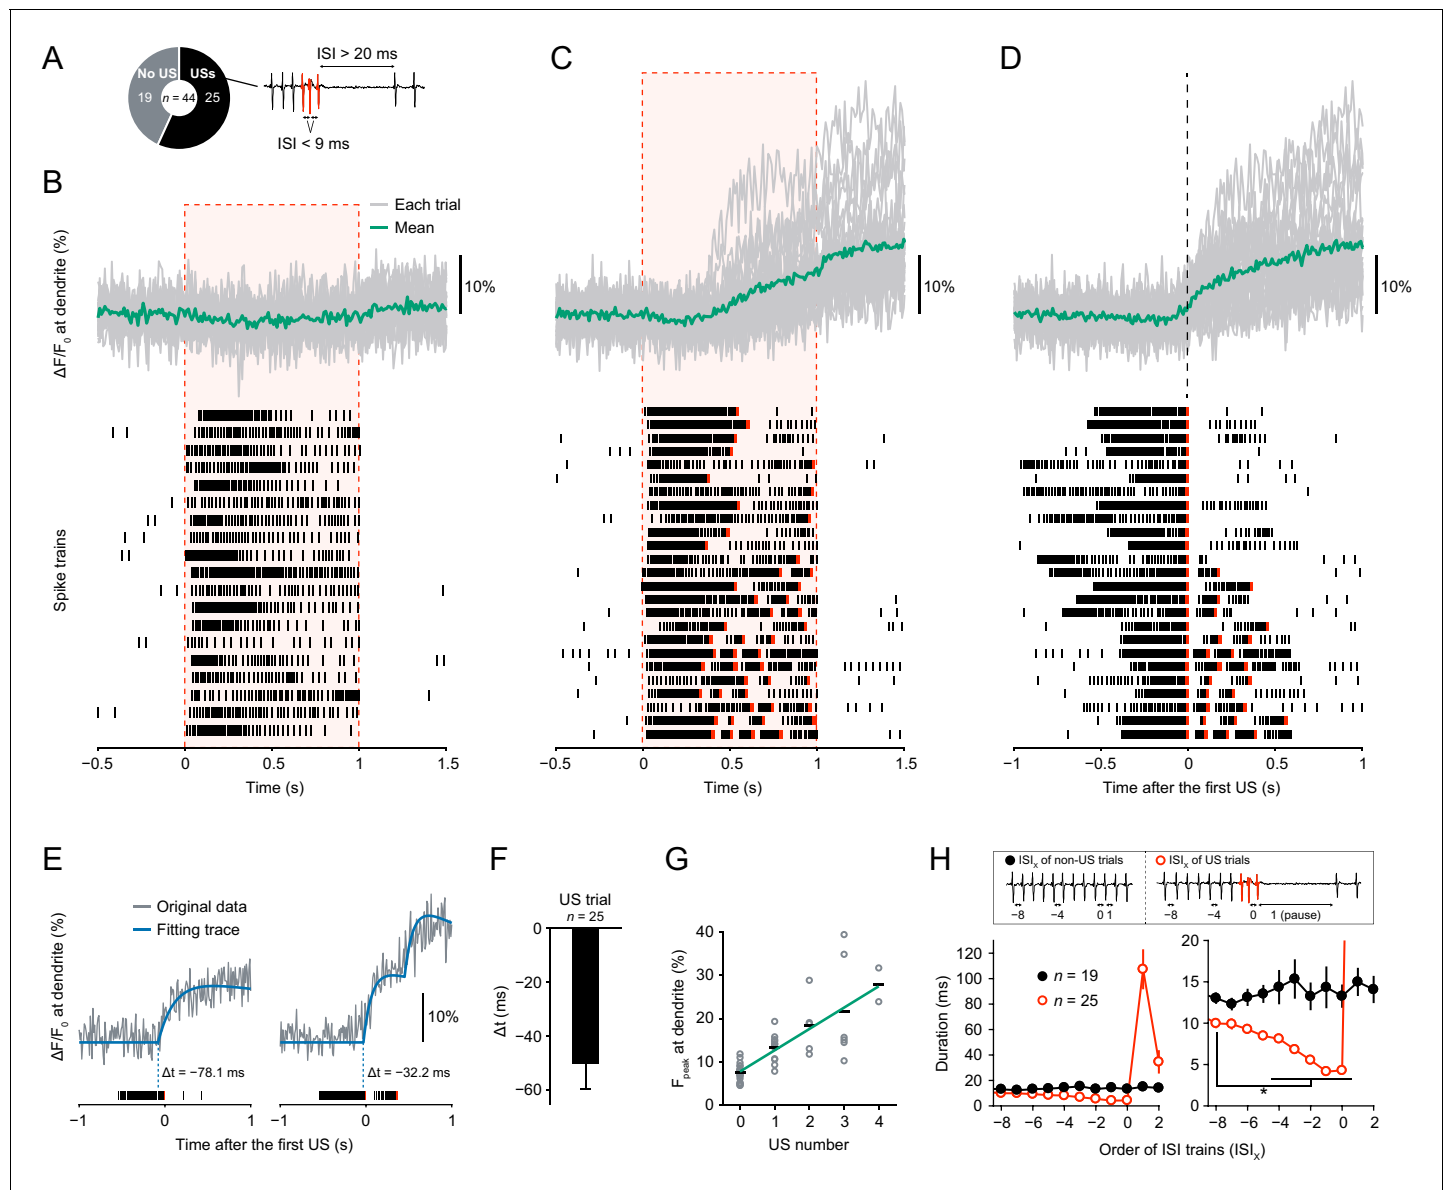 A
No US
USs
19
n = 44
25
ISI > 20 ms
ISI < 9 ms
B
Each trial
Mean
ΔF/F0 at dendrite (%)
10%
Spike trains
−0.5 0 0.5 1 1.5
Time (s)
C
10%
−0.5 0 0.5 1 1.5
Time (s)
D
10%
−1 −0.5 0 0.5 1
Time after the first US (s)
E
Original data
Fitting trace
ΔF/F0 at dendrite (%)
10%
Δt = −78.1 ms
Δt = −32.2 ms
−1 0 1
−1 0 1
Time after the first US (s)
F
US trial
n = 25
0
−20
−40
−60
Δt (ms)
G
40
30
20
10
0
Fpeak at dendrite (%)
0 1 2 3 4
US number
H
ISIX of non-US trials
−8 −4 0 1
ISIX of US trials
−8 −4 0 1 (pause)
Duration (ms)
120
100
80
60
40
20
0
n = 19
n = 25
−8 −6 −4 −2 0 2
20
15
10
5
0
*
−8 −6 −4 −2 0 2
Order of ISI trains (ISIX)